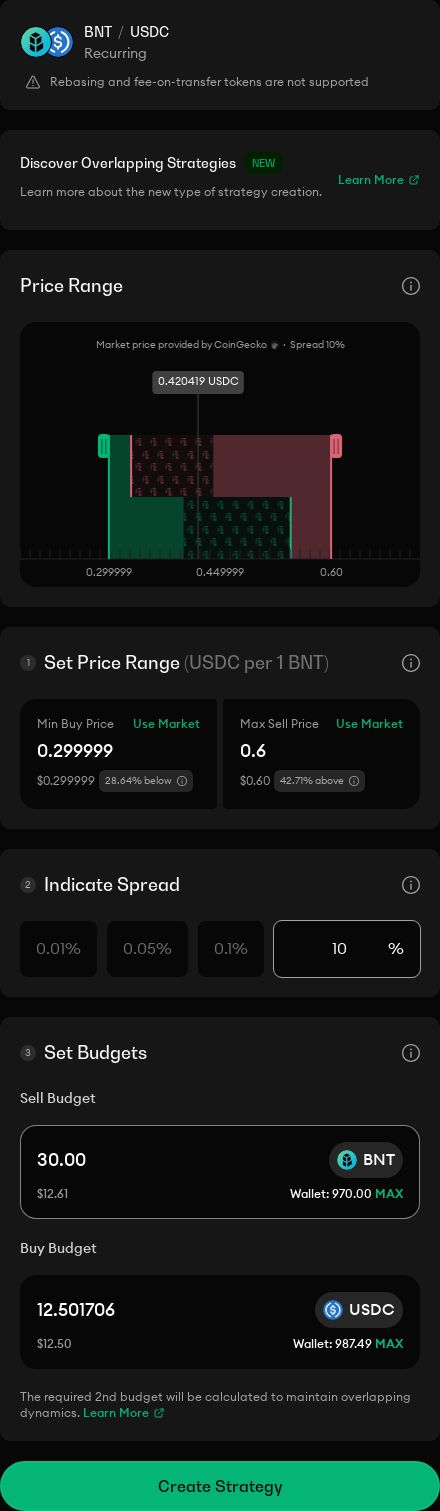 BNT / USDC
Recurring
Rebasing and fee-on-transfer tokens are not supported
Discover Overlapping Strategies NEW
Learn more about the new type of strategy creation.
Learn More
Price Range
Market price provided by CoinGecko · Spread 10%
0.420419 USDC
0.299999 0.449999 0.60
1 Set Price Range (USDC per 1 BNT)
Min Buy Price Use Market
0.299999
$0.299999 28.64% below
Max Sell Price Use Market
0.6
$0.60 42.71% above
2 Indicate Spread
0.01% 0.05% 0.1% 10 %
3 Set Budgets
Sell Budget
30.00 BNT
$12.61 Wallet: 970.00 MAX
Buy Budget
12.501706 USDC
$12.50 Wallet: 987.49 MAX
The required 2nd budget will be calculated to maintain overlapping
dynamics. Learn More
Create Strategy